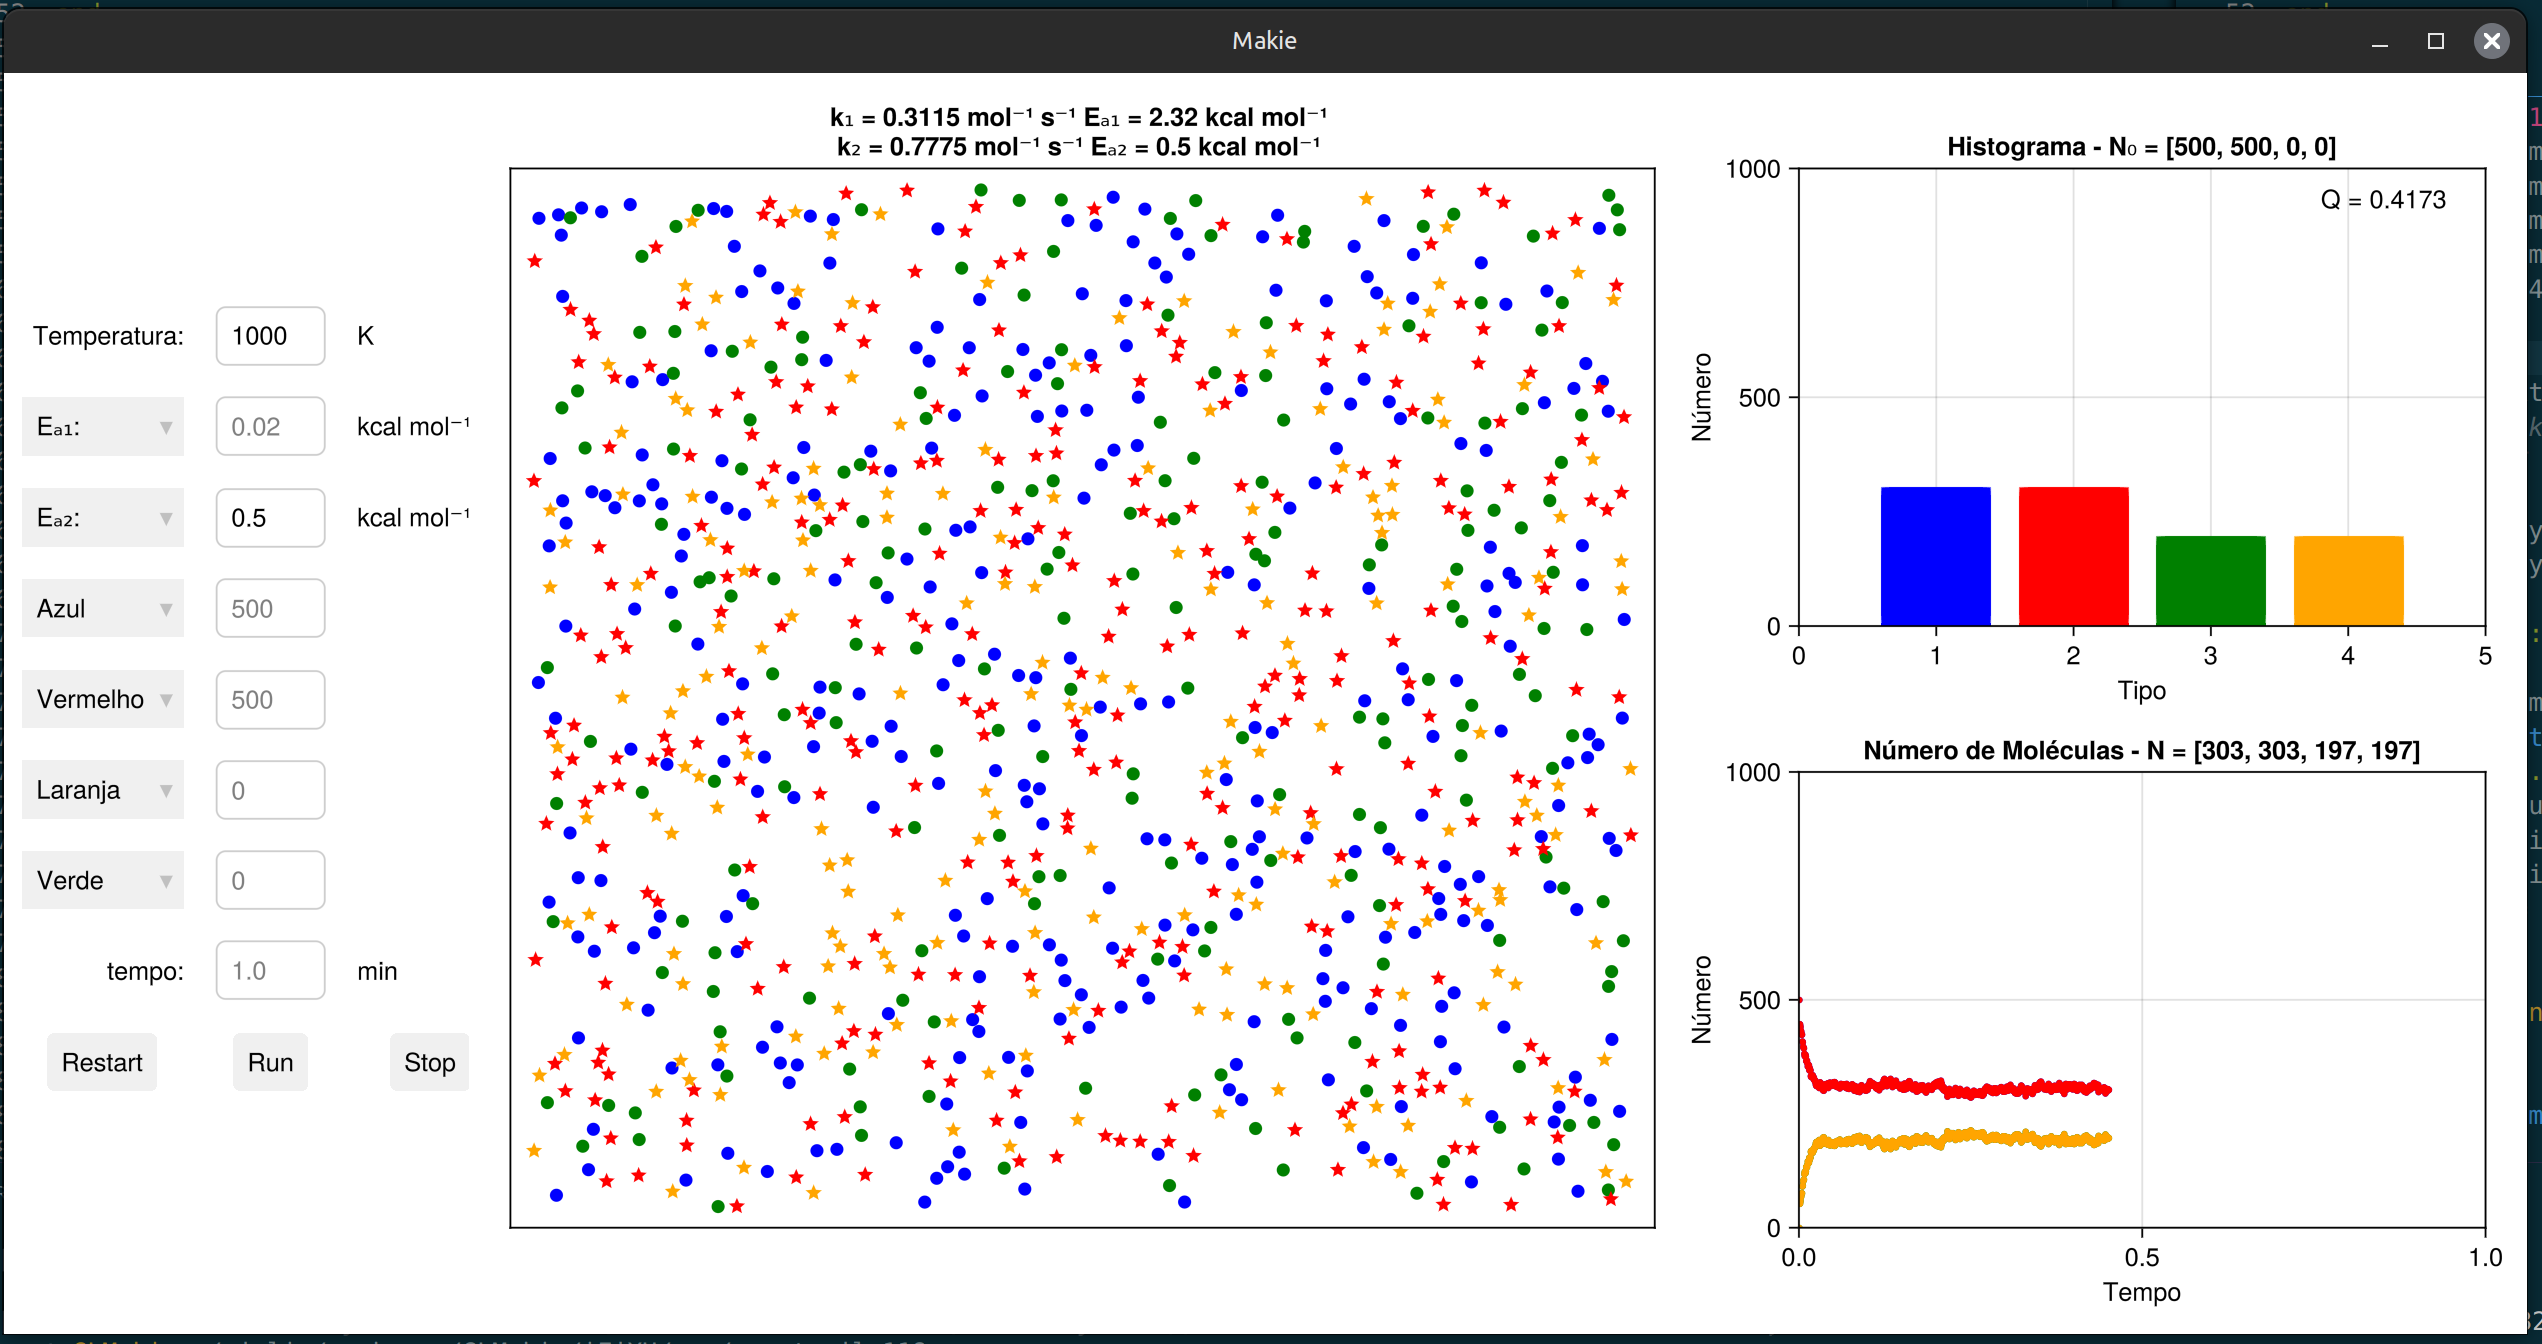 Makie
k₁ = 0.3115 mol⁻¹ s⁻¹ Eₐ₁ = 2.32 kcal mol⁻¹
k₂ = 0.7775 mol⁻¹ s⁻¹ Eₐ₂ = 0.5 kcal mol⁻¹
Temperatura: 1000 K
Eₐ₁: 0.02 kcal mol⁻¹
Eₐ₂: 0.5 kcal mol⁻¹
Azul 500
Vermelho 500
Laranja 0
Verde 0
tempo: 1.0 min
Restart Run Stop
Histograma - N₀ = [500, 500, 0, 0]
Q = 0.4173
1000
500
0
Número
0 1 2 3 4 5
Tipo
Número de Moléculas - N = [303, 303, 197, 197]
1000
500
0
Número
0.0 0.5 1.0
Tempo